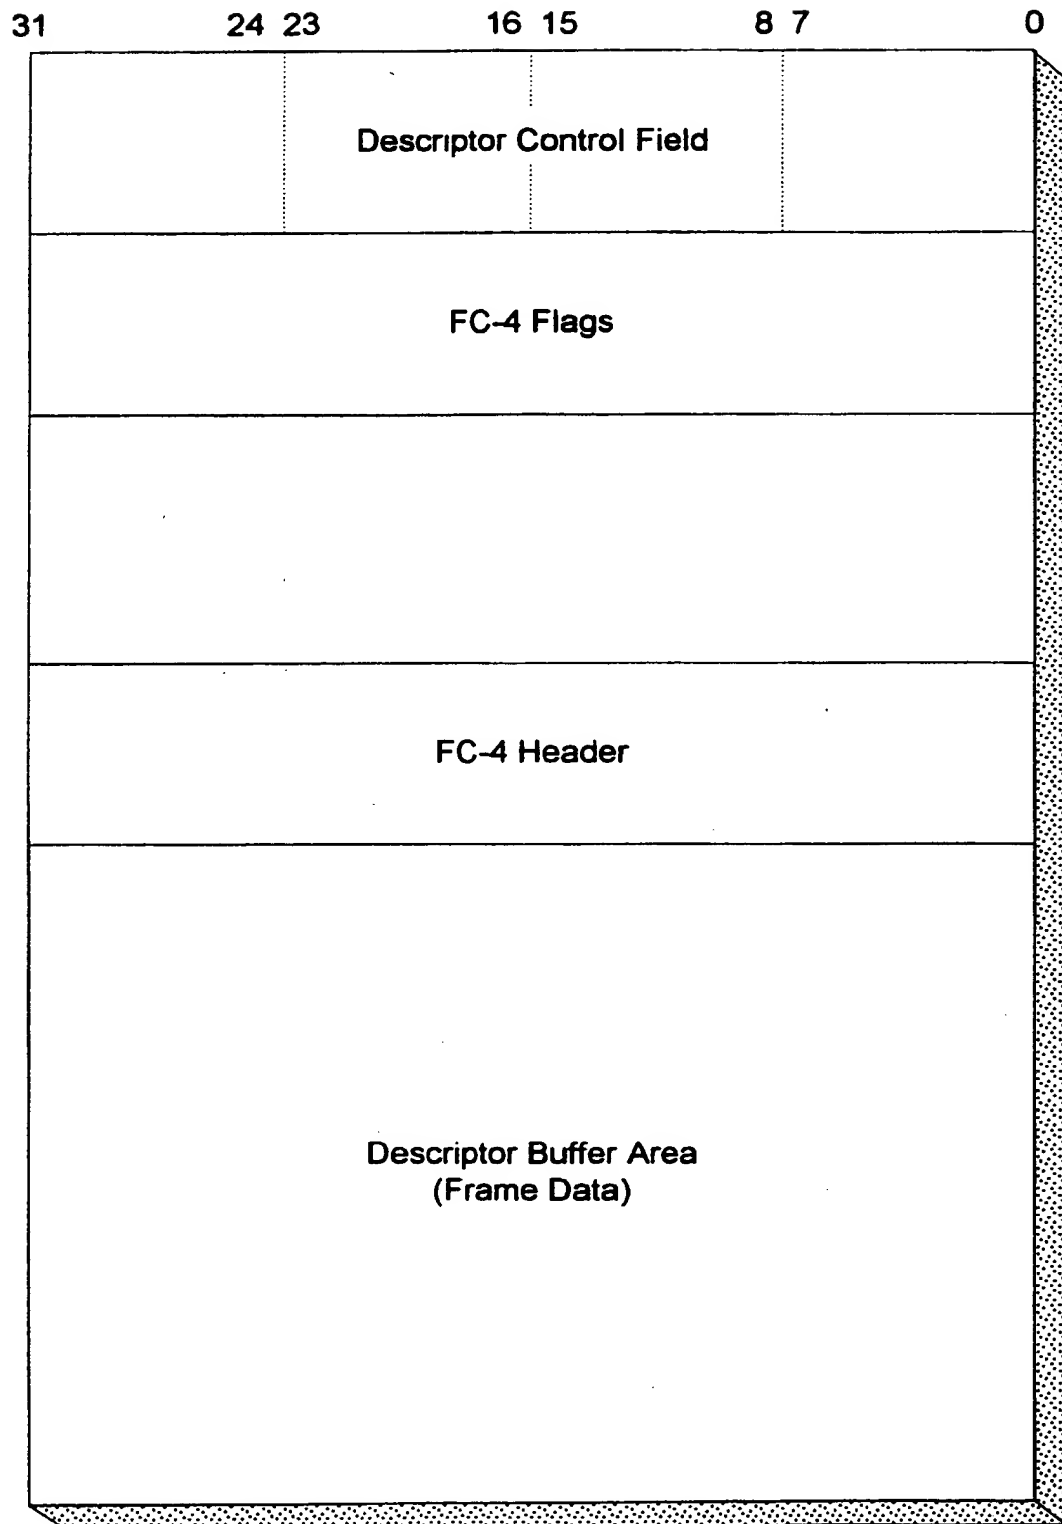 31 24 23 16 15 8 7 0
Descriptor Control Field
FC-4 Flags
FC-4 Header
Descriptor Buffer Area
(Frame Data)